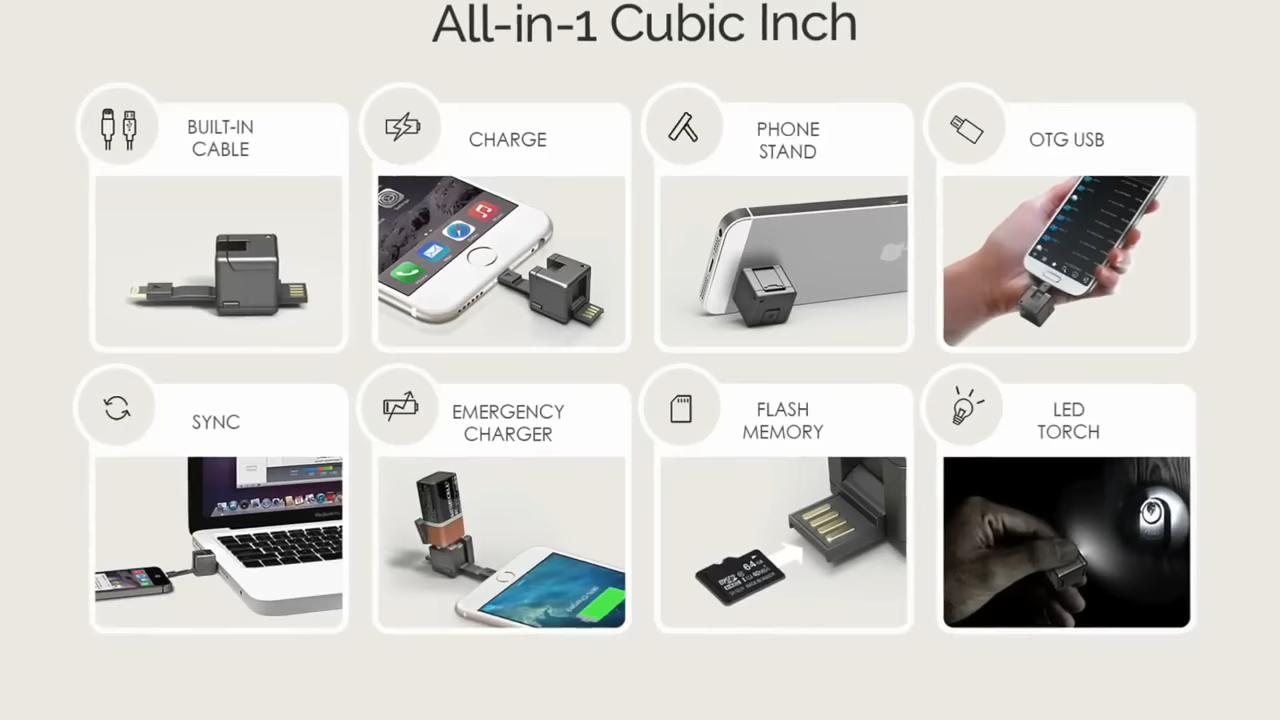 All-in-1 Cubic Inch
BUILT-IN
CABLE
CHARGE
PHONE
STAND
OTG USB
SYNC
EMERGENCY
CHARGER
FLASH
MEMORY
LED
TORCH
64